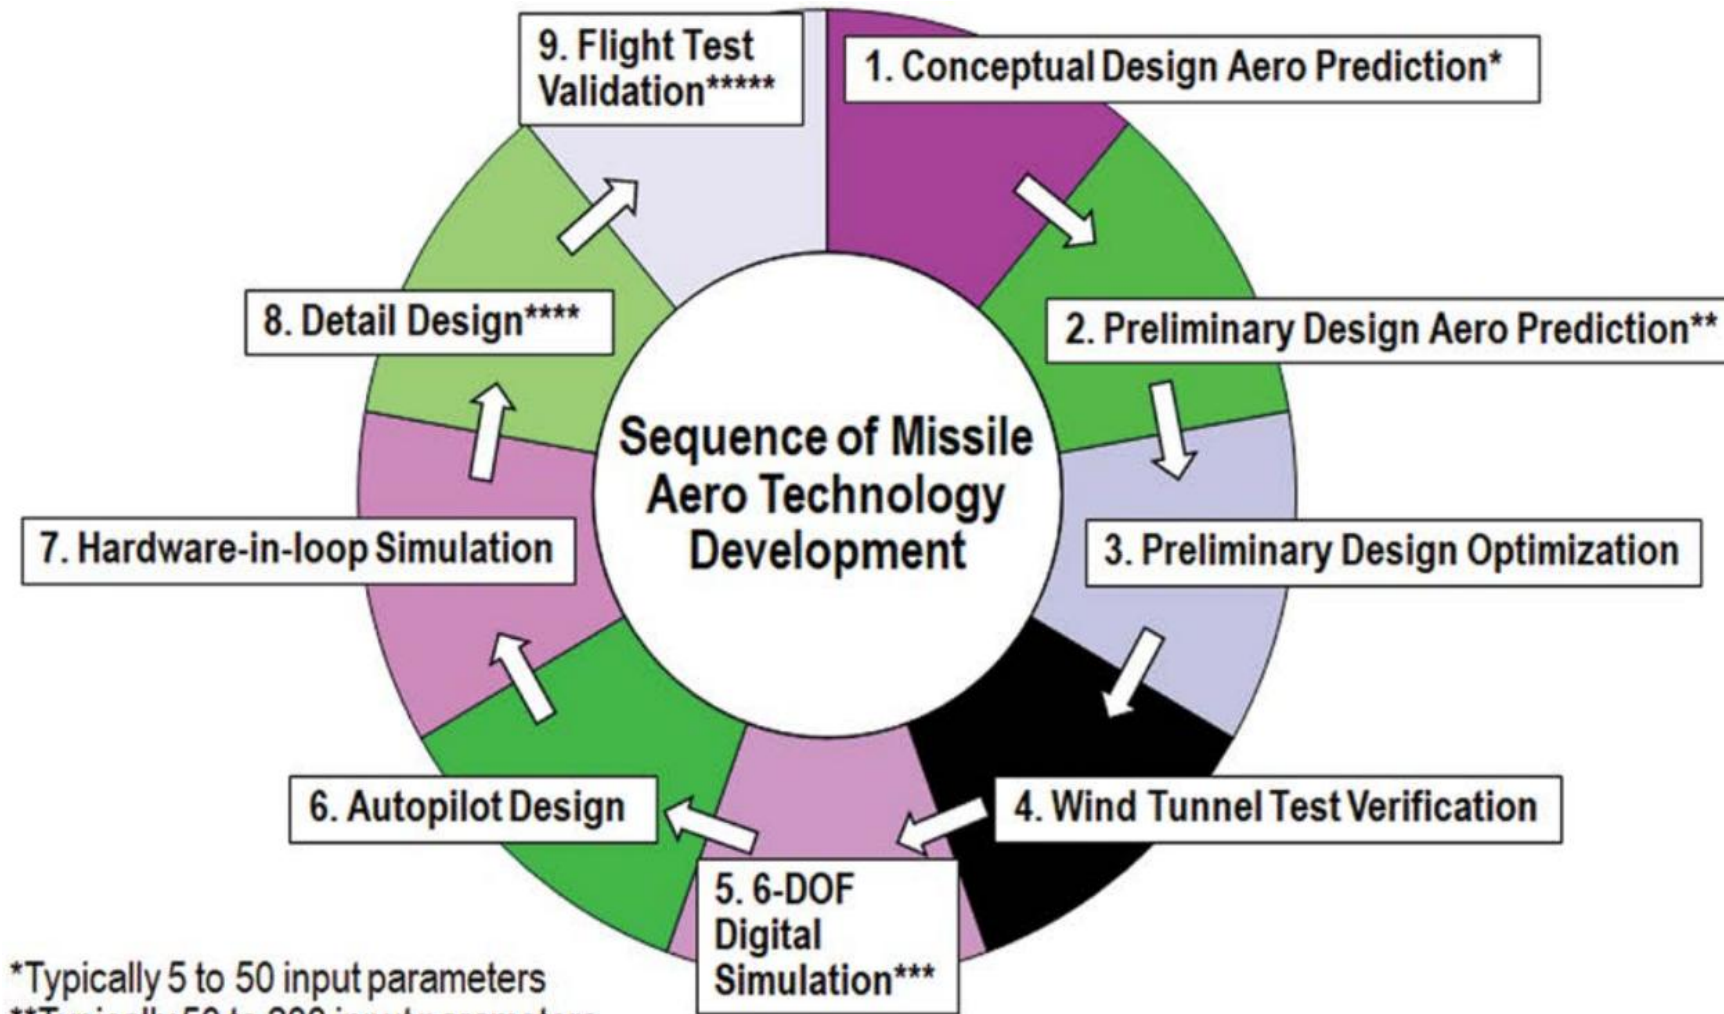 9. Flight Test
Validation*****
1. Conceptual Design Aero Prediction*
8. Detail Design****
2. Preliminary Design Aero Prediction**
Sequence of Missile
Aero Technology
Development
7. Hardware-in-loop Simulation
3. Preliminary Design Optimization
6. Autopilot Design
4. Wind Tunnel Test Verification
5. 6-DOF
Digital
Simulation***
*Typically 5 to 50 input parameters